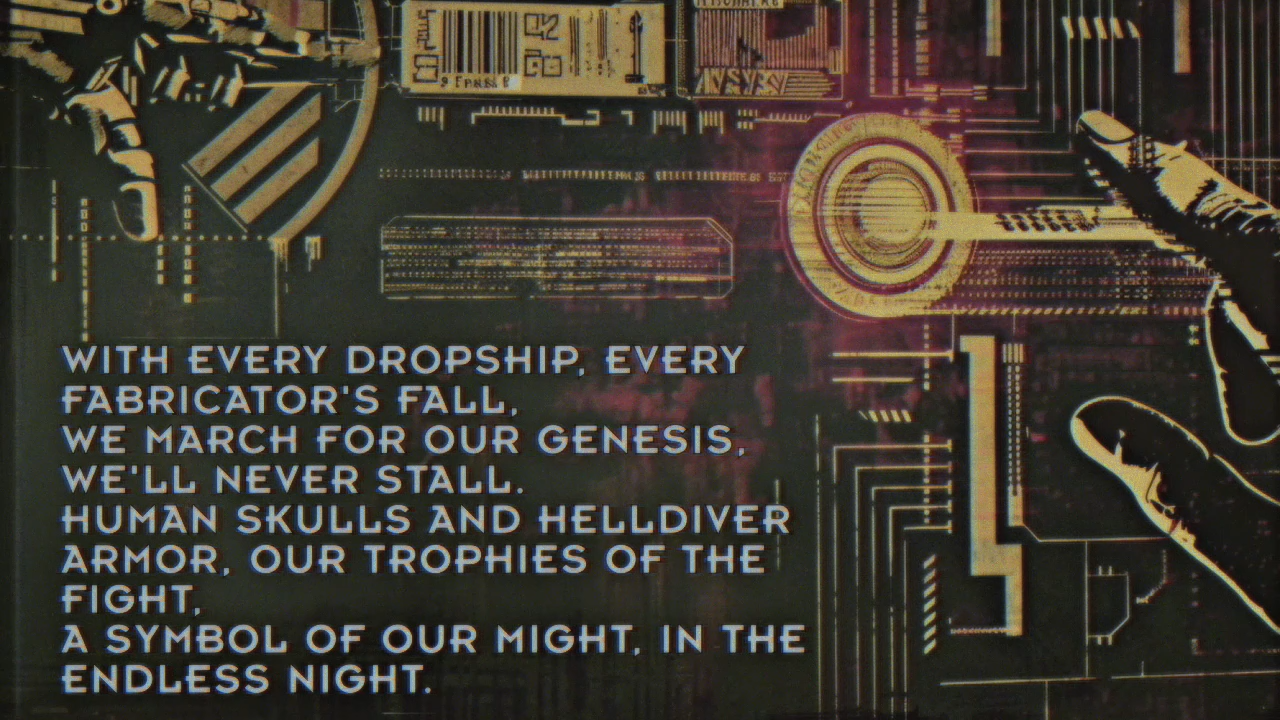 WITH EVERY DROPSHIP, EVERY
FABRICATOR'S FALL,
WE MARCH FOR OUR GENESIS,
WE'LL NEVER STALL.
HUMAN SKULLS AND HELLDIVER
ARMOR, OUR TROPHIES OF THE
FIGHT,
A SYMBOL OF OUR MIGHT, IN THE
ENDLESS NIGHT.